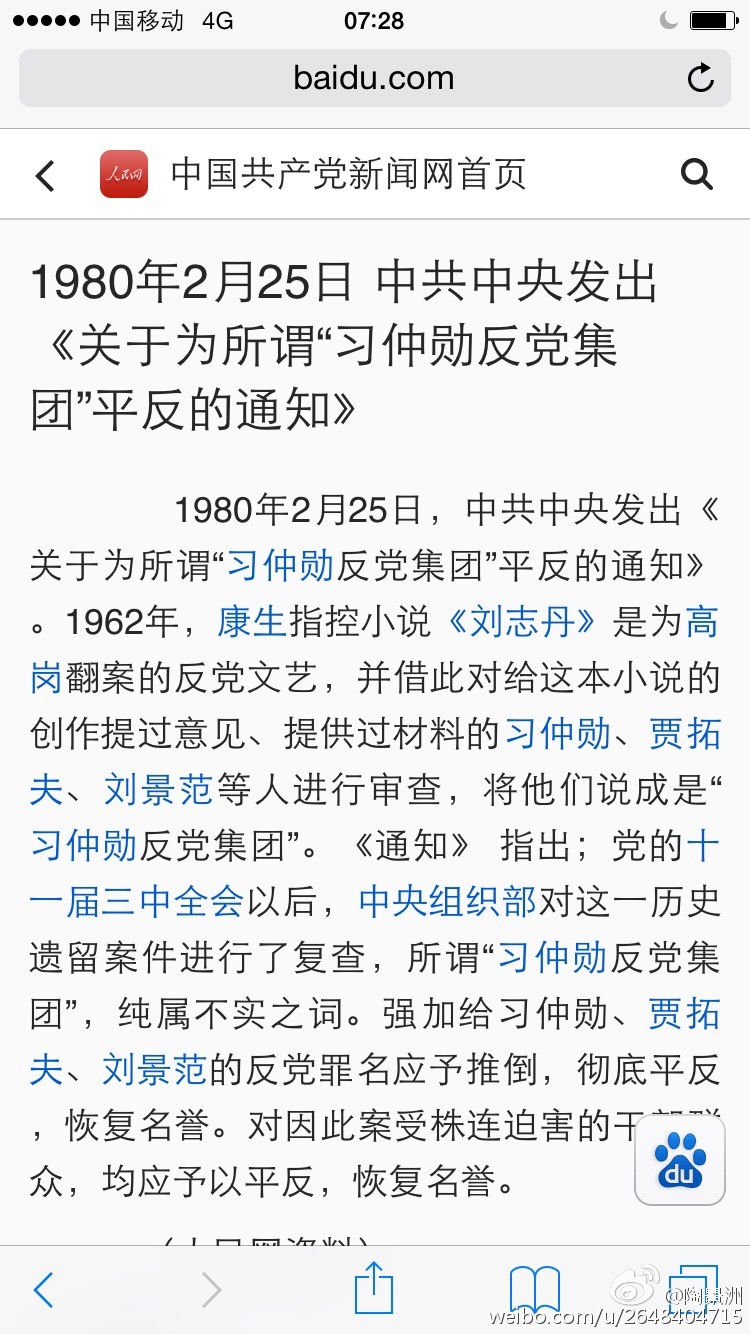 中国移动 4G 07:28
baidu.com
人民网 中国共产党新闻网首页
1980年2月25日 中共中央发出
《关于为所谓“习仲勋反党集
团”平反的通知》
1980年2月25日，中共中央发出《
关于为所谓“习仲勋反党集团”平反的通知》
。1962年，康生指控小说《刘志丹》是为高
岗翻案的反党文艺，并借此对给这本小说的
创作提过意见、提供过材料的习仲勋、贾拓
夫、刘景范等人进行审查，将他们说成是“
习仲勋反党集团”。《通知》 指出；党的十
一届三中全会以后，中央组织部对这一历史
遗留案件进行了复查，所谓“习仲勋反党集
团”，纯属不实之词。强加给习仲勋、贾拓
夫、刘景范的反党罪名应予推倒，彻底平反
，恢复名誉。对因此案受株连迫害的干部群
众，均应予以平反，恢复名誉。
du
（人民网资料）
@陶景洲
weibo.com/u/2648404715